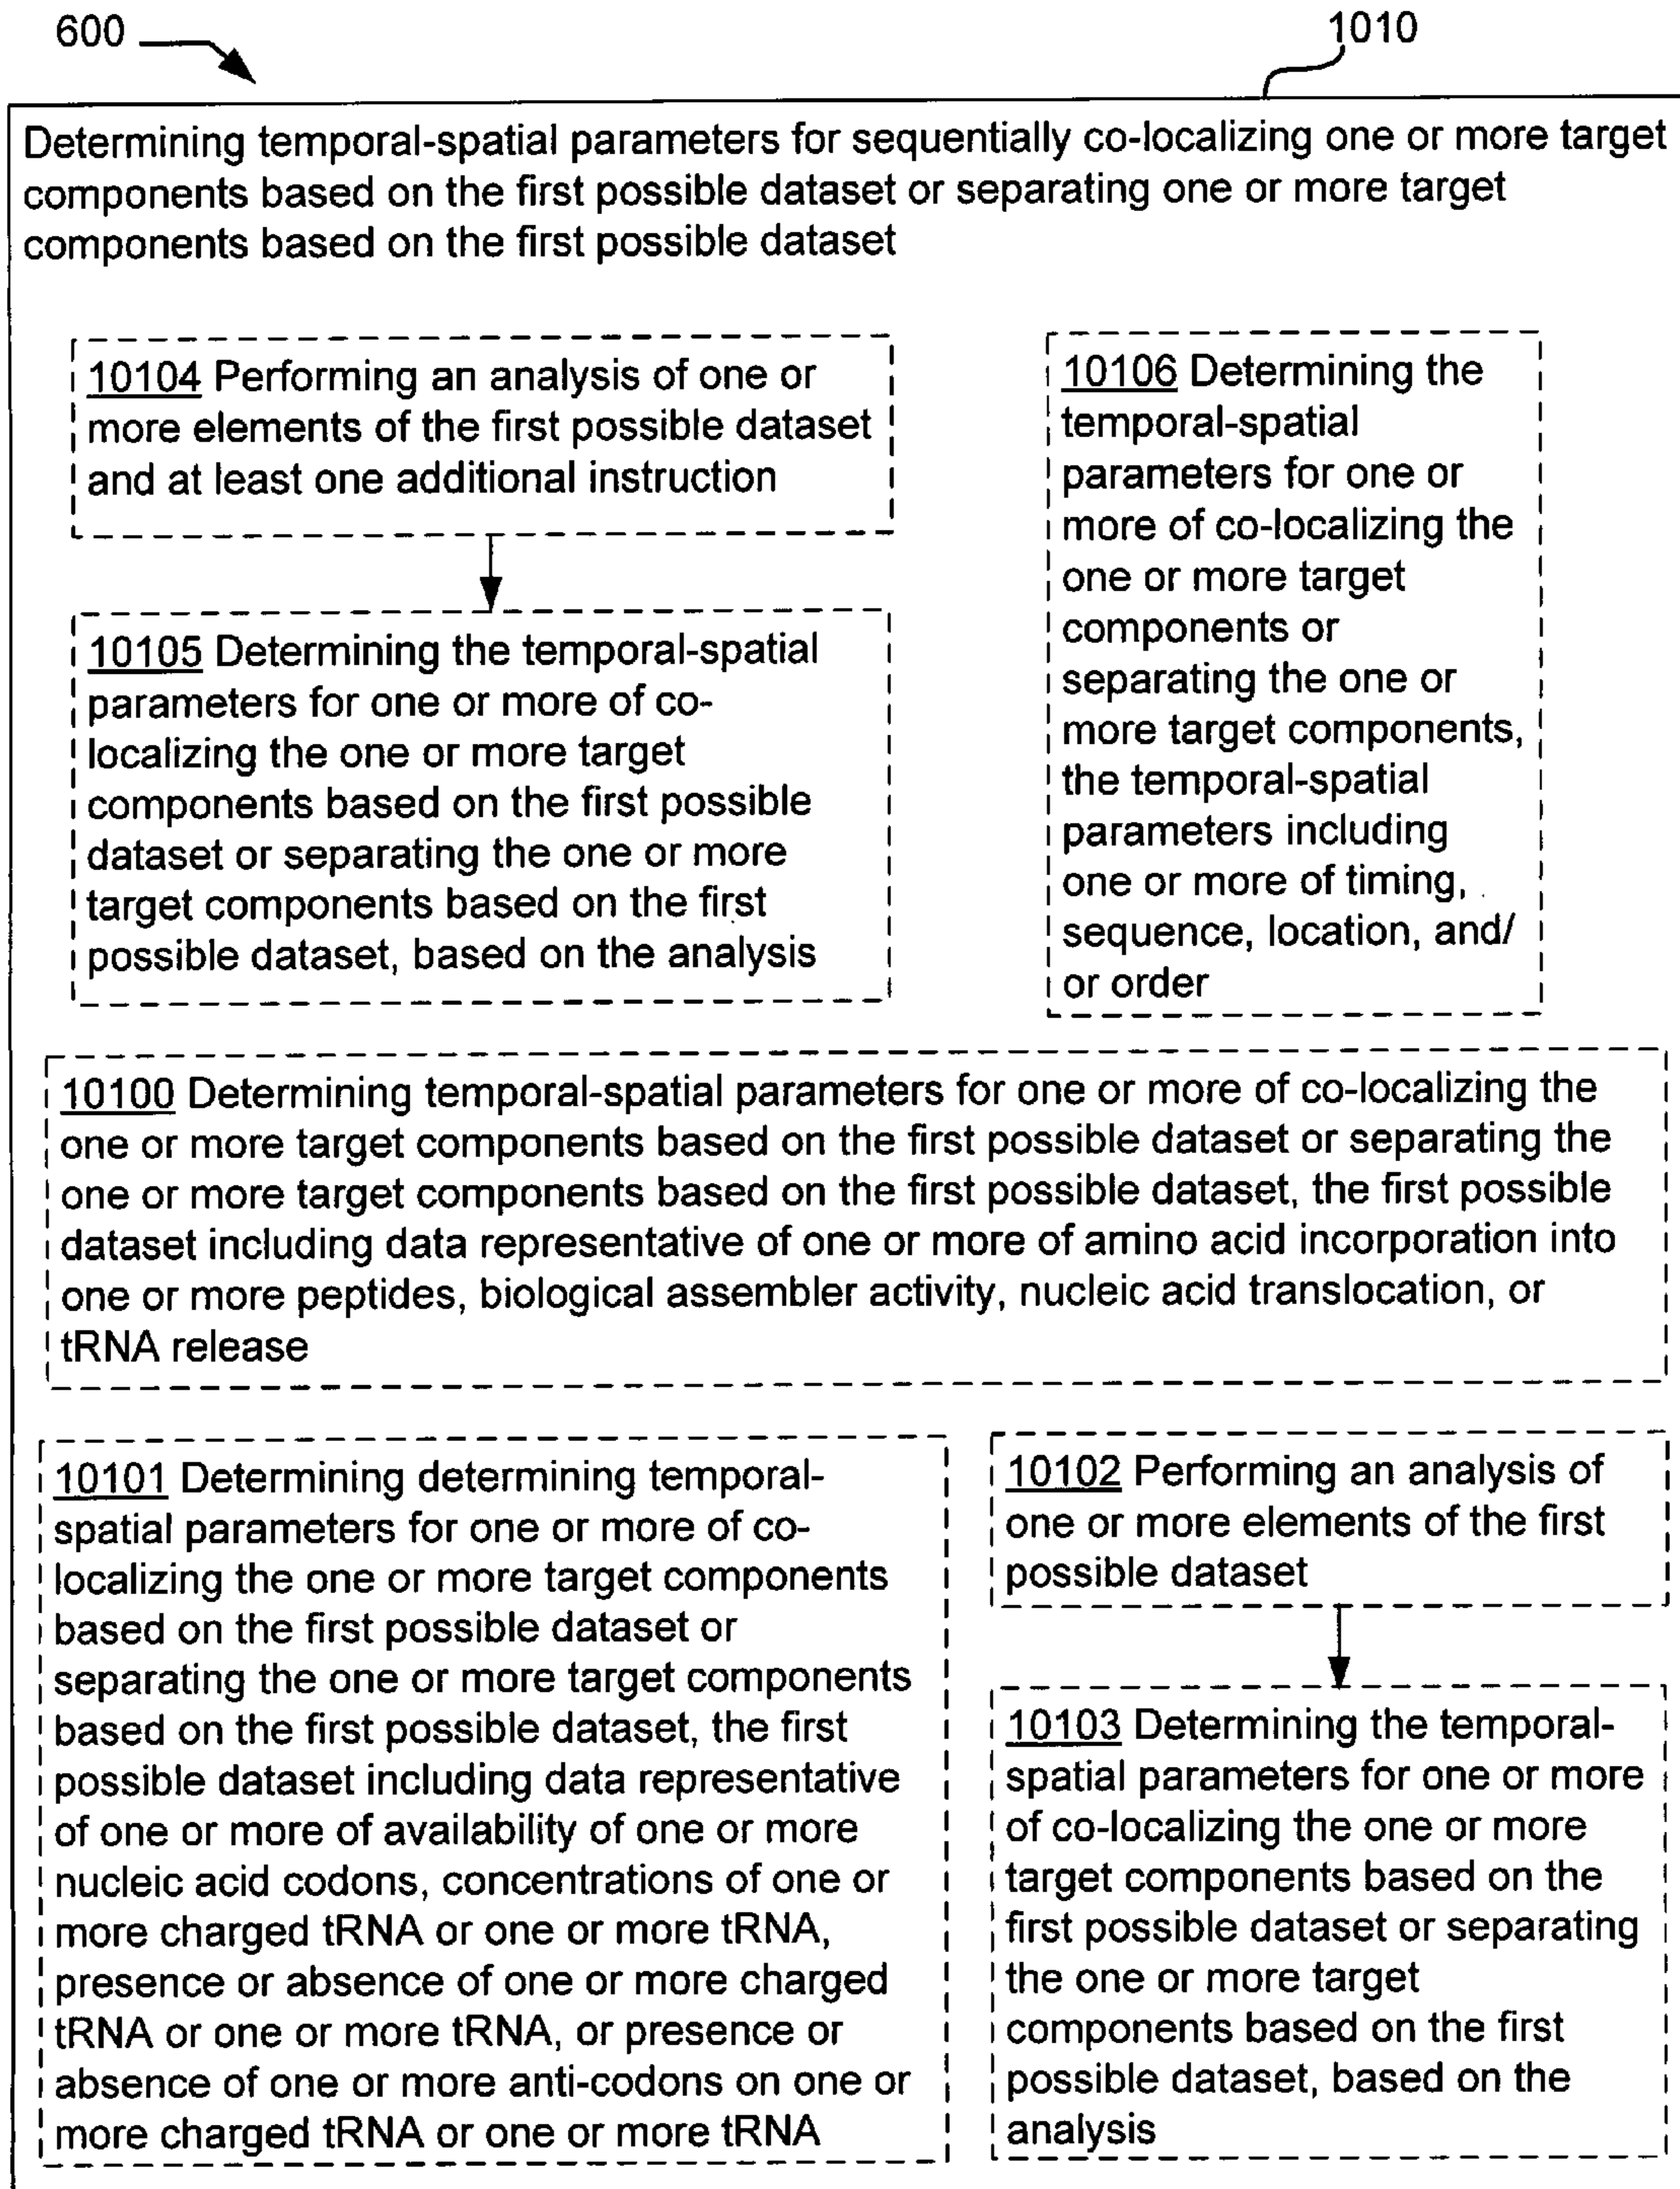 600
1010
Determining temporal-spatial parameters for sequentially co-localizing one or more target
components based on the first possible dataset or separating one or more target
components based on the first possible dataset
10104 Performing an analysis of one or
more elements of the first possible dataset
and at least one additional instruction
10105 Determining the temporal-spatial
parameters for one or more of co-
localizing the one or more target
components based on the first possible
dataset or separating the one or more
target components based on the first
possible dataset, based on the analysis
10106 Determining the
temporal-spatial
parameters for one or
more of co-localizing the
one or more target
components or
separating the one or
more target components,
the temporal-spatial
parameters including
one or more of timing,
sequence, location, and/
or order
10100 Determining temporal-spatial parameters for one or more of co-localizing the
one or more target components based on the first possible dataset or separating the
one or more target components based on the first possible dataset, the first possible
dataset including data representative of one or more of amino acid incorporation into
one or more peptides, biological assembler activity, nucleic acid translocation, or
tRNA release
10101 Determining determining temporal-
spatial parameters for one or more of co-
localizing the one or more target components
based on the first possible dataset or
separating the one or more target components
based on the first possible dataset, the first
possible dataset including data representative
of one or more of availability of one or more
nucleic acid codons, concentrations of one or
more charged tRNA or one or more tRNA,
presence or absence of one or more charged
tRNA or one or more tRNA, or presence or
absence of one or more anti-codons on one or
more charged tRNA or one or more tRNA
10102 Performing an analysis of
one or more elements of the first
possible dataset
10103 Determining the temporal-
spatial parameters for one or more
of co-localizing the one or more
target components based on the
first possible dataset or separating
the one or more target
components based on the first
possible dataset, based on the
analysis